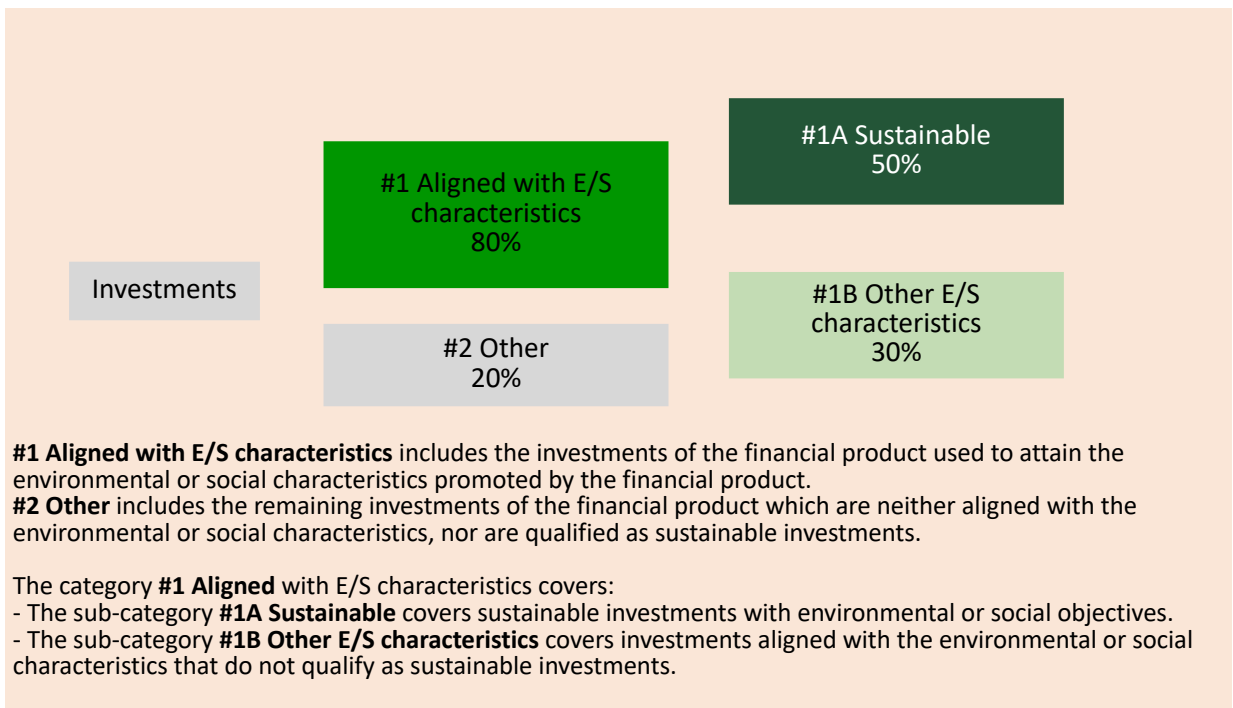 #1A Sustainable
50%
#1 Aligned with E/S
characteristics
80%
Investments
#1B Other E/S
characteristics
30%
#2 Other
20%
#1 Aligned with E/S characteristics includes the investments of the financial product used to attain the
environmental or social characteristics promoted by the financial product.
#2 Other includes the remaining investments of the financial product which are neither aligned with the
environmental or social characteristics, nor are qualified as sustainable investments.
The category #1 Aligned with E/S characteristics covers:
- The sub-category #1A Sustainable covers sustainable investments with environmental or social objectives.
- The sub-category #1B Other E/S characteristics covers investments aligned with the environmental or social
characteristics that do not qualify as sustainable investments.